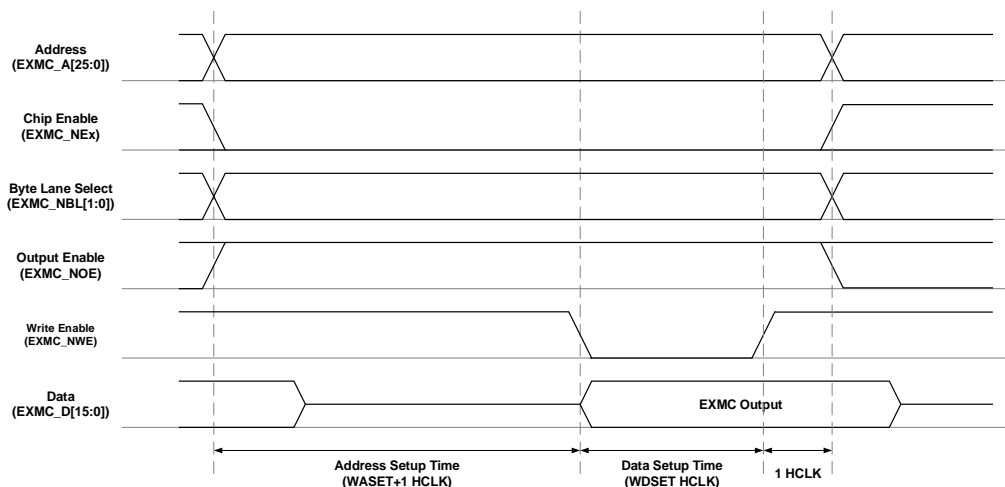 Address
(EXMC_A[25:0])
Chip Enable
(EXMC_NEx)
Byte Lane Select
(EXMC_NBL[1:0])
Output Enable
(EXMC_NOE)
Write Enable
(EXMC_NWE)
Data
(EXMC_D[15:0])
EXMC Output
Address Setup Time
(WASET+1 HCLK)
Data Setup Time
(WDSET HCLK)
1 HCLK